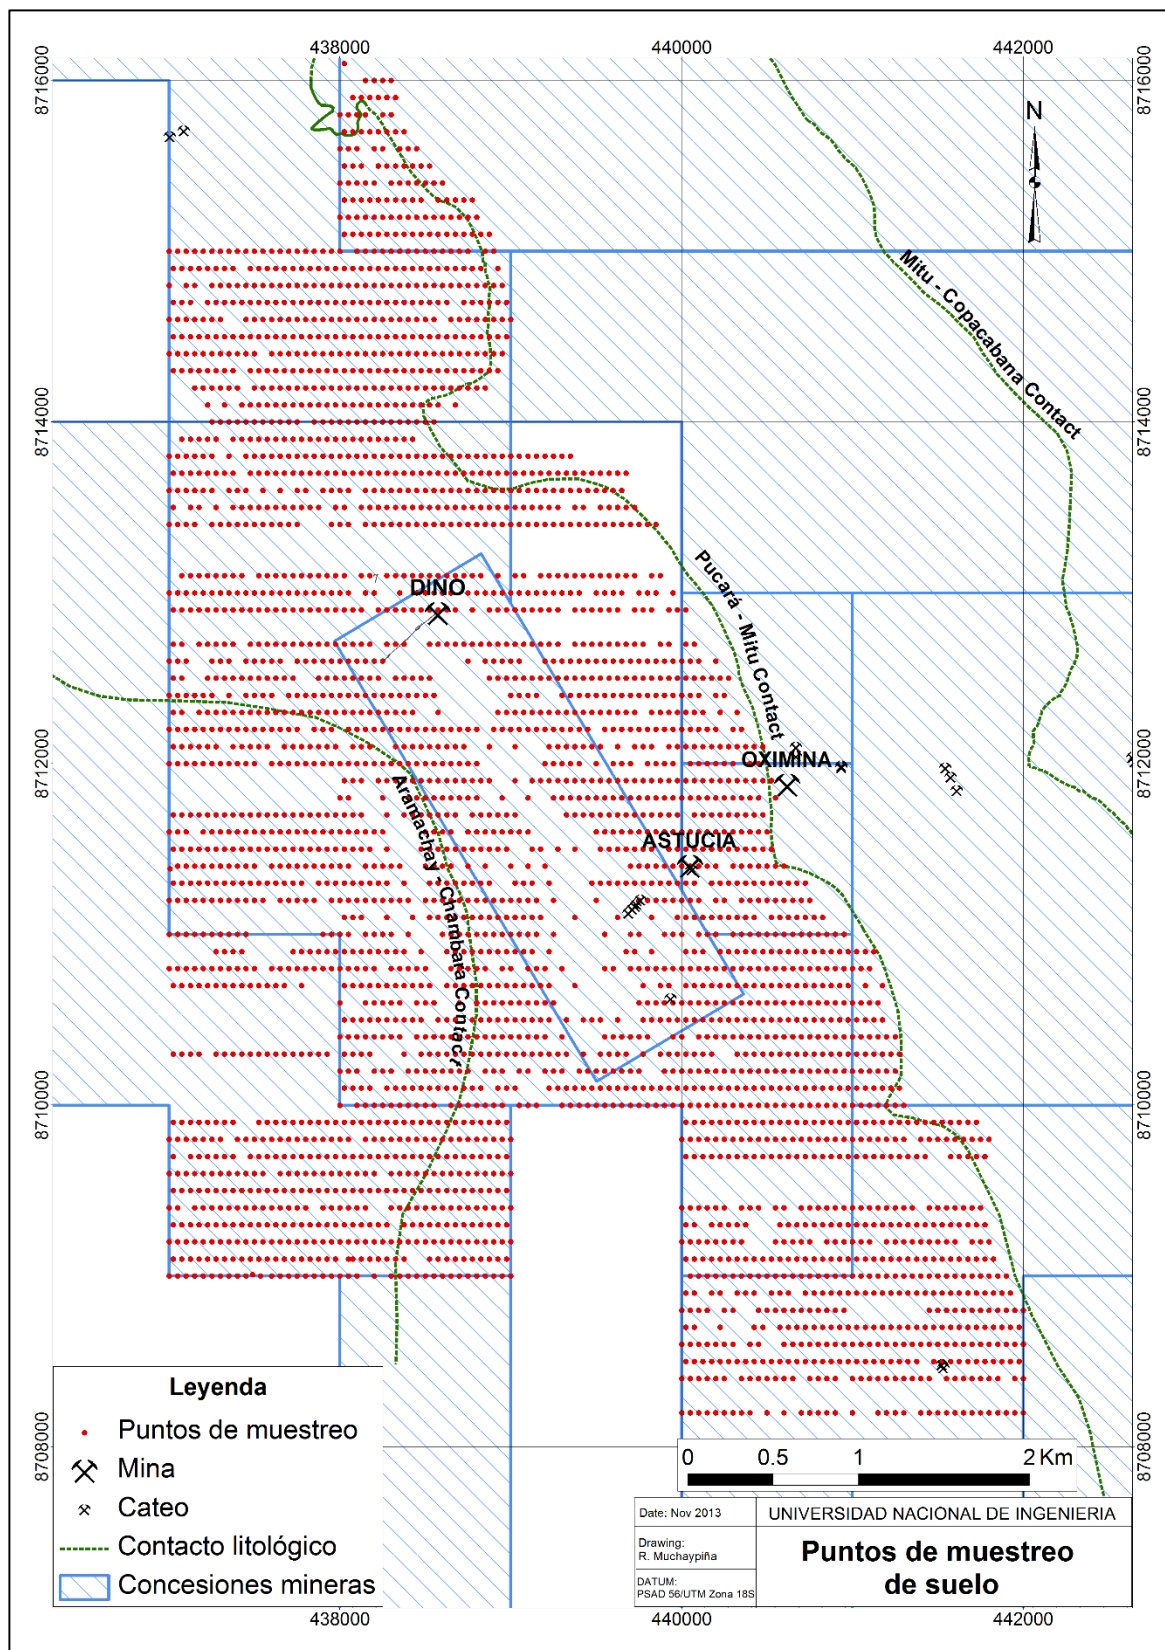 438000
440000
442000
8716000
8716000
N
Mitu - Copacabana Contact
8714000
8714000
DINO
Pucará - Mitu Contact
8712000
8712000
OXIMINA
ASTUCIA
Aramachay - Chambara Contact
8710000
8710000
Leyenda
Puntos de muestreo
Mina
Cateo
Contacto litológico
Concesiones mineras
8708000
8708000
0 0.5 1 2 Km
Date: Nov 2013
UNIVERSIDAD NACIONAL DE INGENIERIA
Drawing:
R. Muchaypiña
Puntos de muestreo
de suelo
DATUM:
PSAD 56/UTM Zona 18S
438000
440000
442000